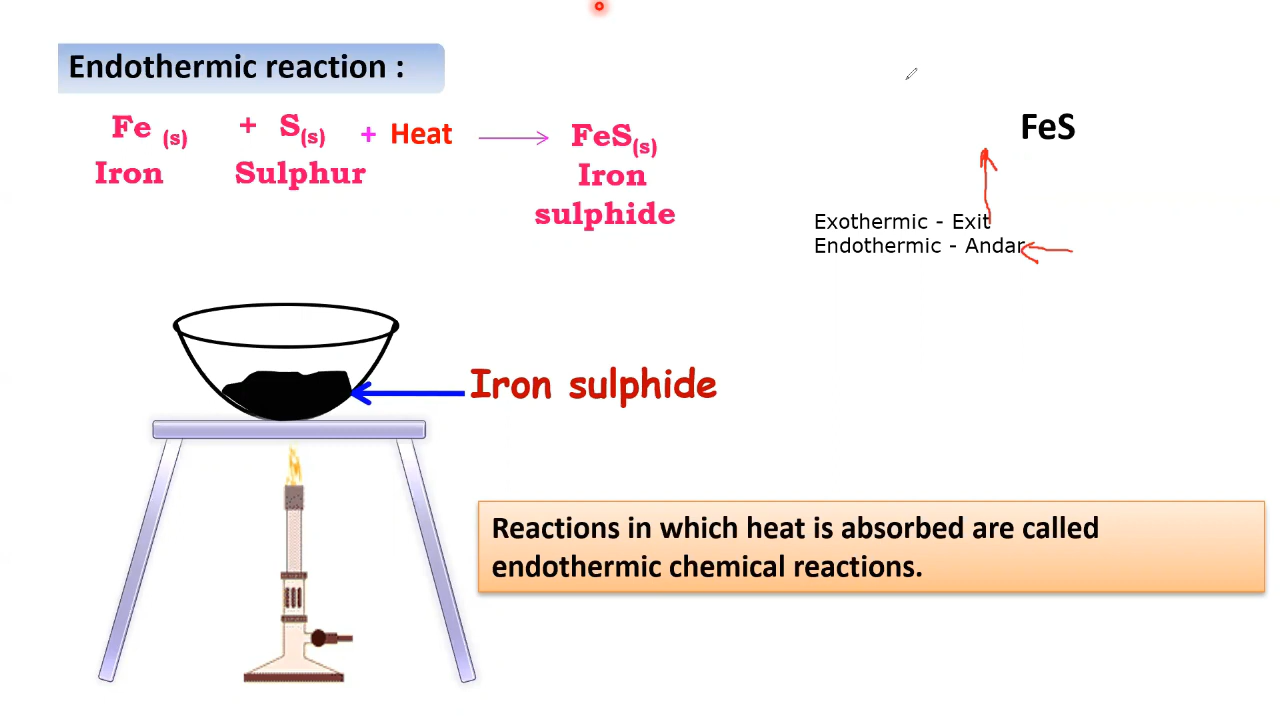 Endothermic reaction :
Fe (s) + S(s) + Heat FeS(s)
Iron Sulphur Iron
sulphide
FeS
Exothermic - Exit
Endothermic - Andar
Iron sulphide
Reactions in which heat is absorbed are called
endothermic chemical reactions.